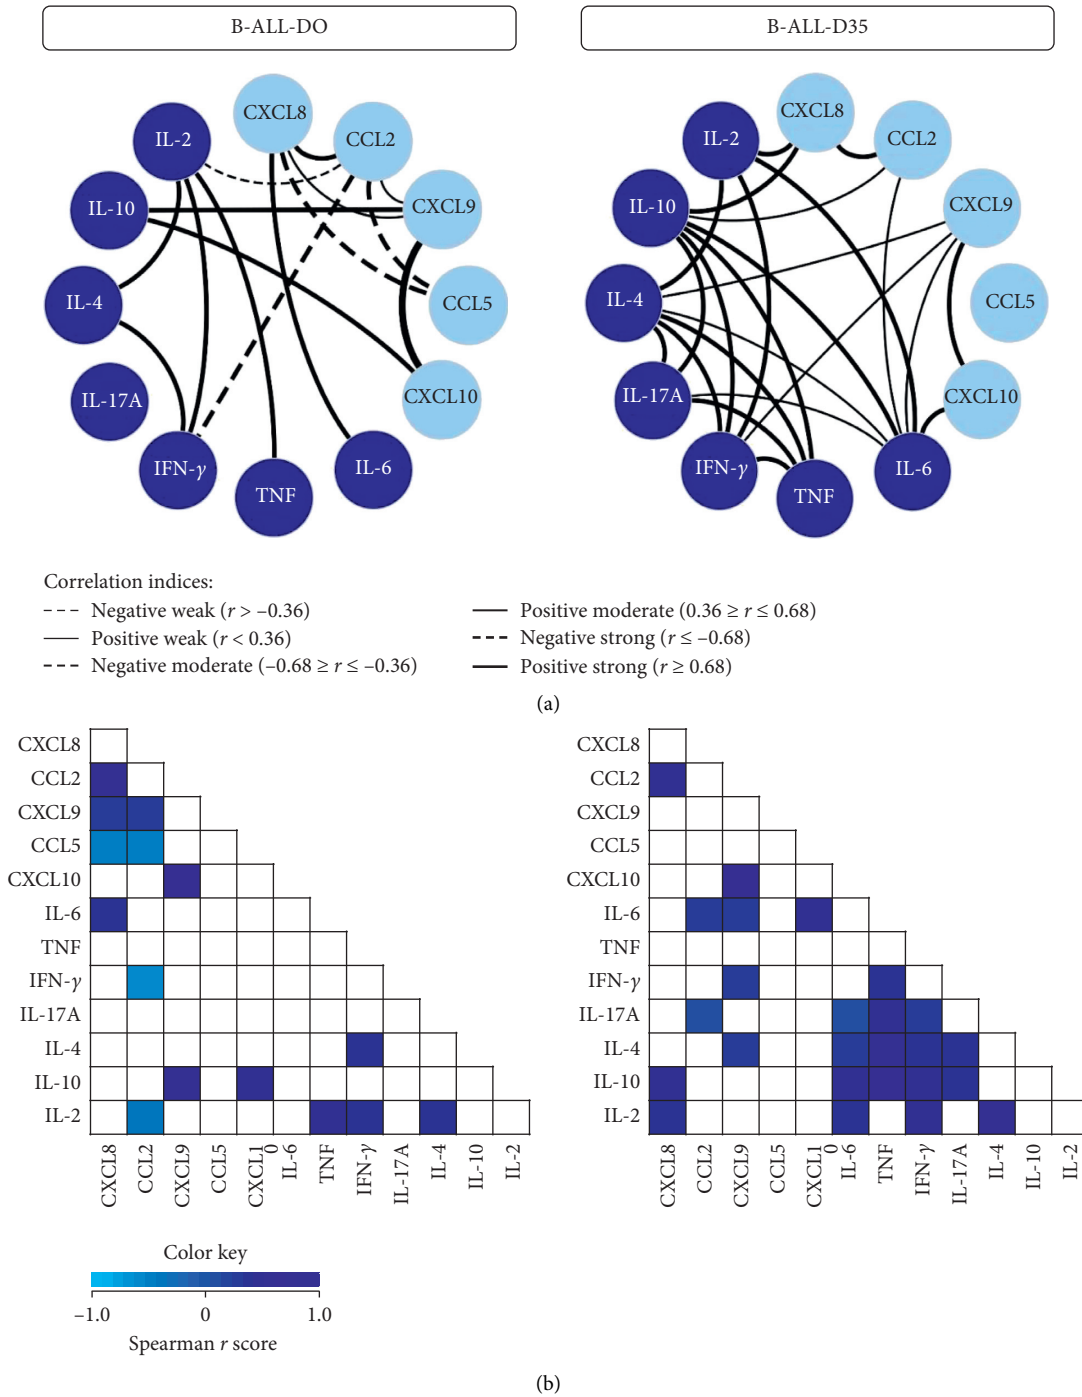 B-ALL-DO
B-ALL-D35
CXCL8
IL-2
CCL2
IL-10
CXCL9
IL-4
CCL5
IL-17A
CXCL10
IFN-γ
IL-6
TNF
CXCL8
IL-2
CCL2
IL-10
CXCL9
IL-4
CCL5
IL-17A
CXCL10
IFN-γ
IL-6
TNF
Correlation indices:
Negative weak (r > –0.36)
Positive weak (r < 0.36)
Negative moderate (–0.68 ≥ r ≤ –0.36)
Positive moderate (0.36 ≥ r ≤ 0.68)
Negative strong (r ≤ –0.68)
Positive strong (r ≥ 0.68)
(a)
CXCL8
CCL2
CXCL9
CCL5
CXCL10
IL-6
TNF
IFN-γ
IL-17A
IL-4
IL-10
IL-2
CXCL8
CCL2
CXCL9
CCL5
CXCL1
0
IL-6
TNF
IFN-γ
IL-17A
IL-4
IL-10
IL-2
CXCL8
CCL2
CXCL9
CCL5
CXCL10
IL-6
TNF
IFN-γ
IL-17A
IL-4
IL-10
IL-2
CXCL8
CCL2
CXCL9
CCL5
CXCL1
0
IL-6
TNF
IFN-γ
IL-17A
IL-4
IL-10
IL-2
Color key
–1.0 0 1.0
Spearman r score
(b)